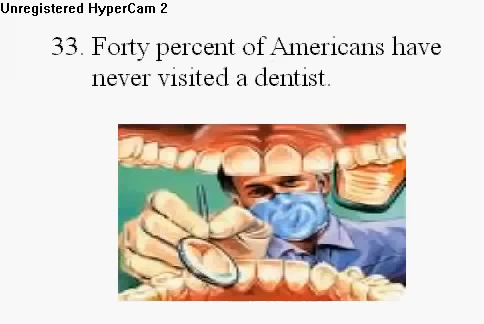 Unregistered HyperCam 2
33. Forty percent of Americans have
never visited a dentist.